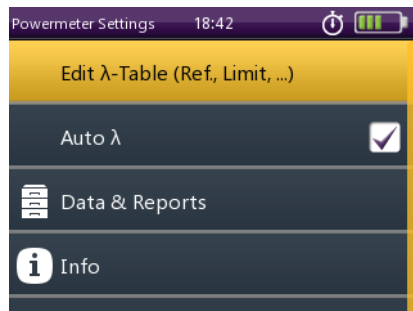 Powermeter Settings 18:42
Edit λ-Table (Ref., Limit, ...)
Auto λ
Data & Reports
i Info